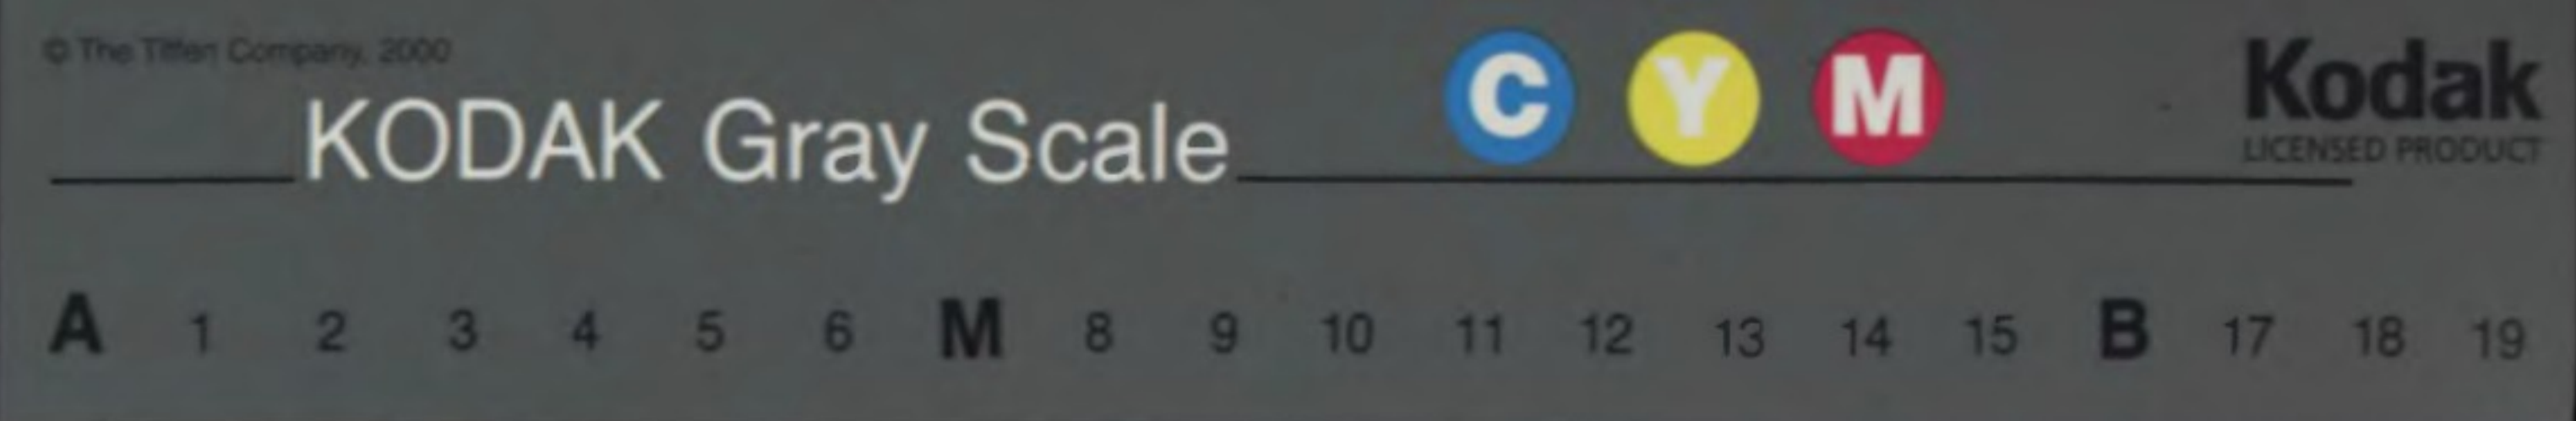 © The Tiffen Company, 2000
KODAK Gray Scale
C Y M
Kodak
LICENSED PRODUCT
A 1 2 3 4 5 6 M 8 9 10 11 12 13 14 15 B 17 18 19